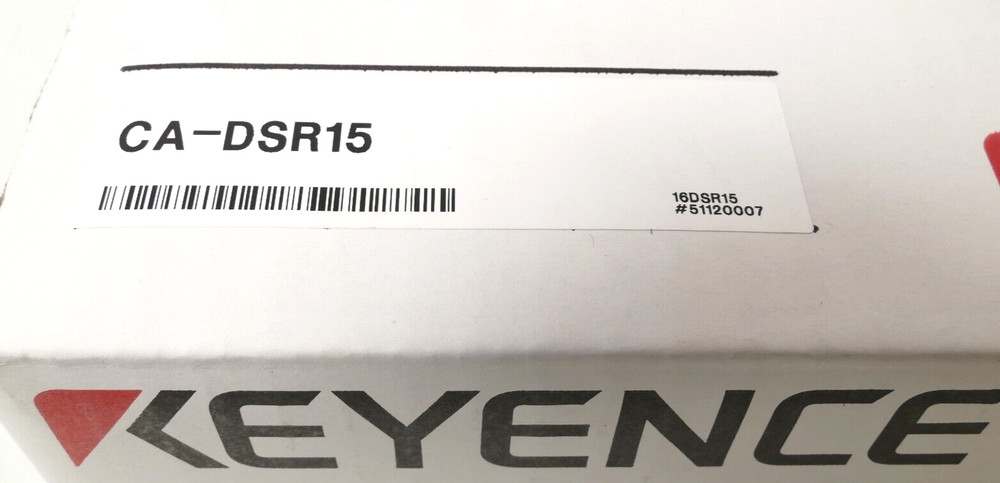 CA-DSR15
16DSR15
#51120007
KEYENCE